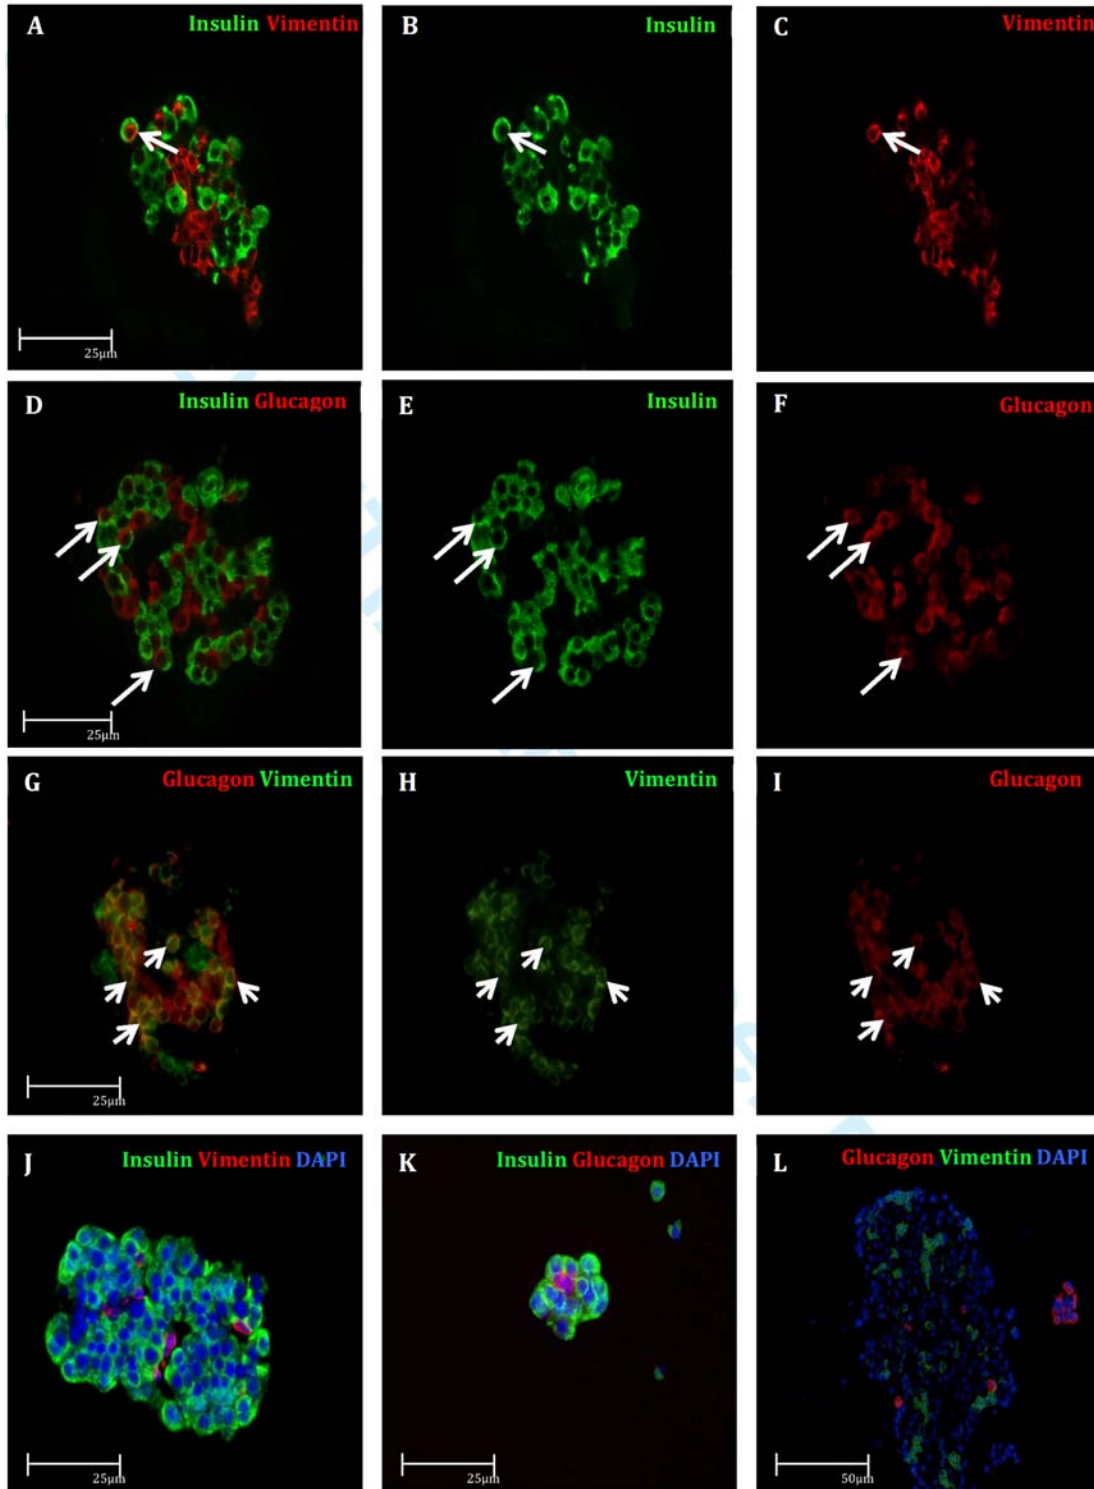 A Insulin Vimentin
B Insulin
C Vimentin
25µm
D Insulin Glucagon
E Insulin
F Glucagon
25µm
G Glucagon Vimentin
H Vimentin
I Glucagon
25µm
J Insulin Vimentin DAPI
K Insulin Glucagon DAPI
L Glucagon Vimentin DAPI
25µm
25µm
50µm